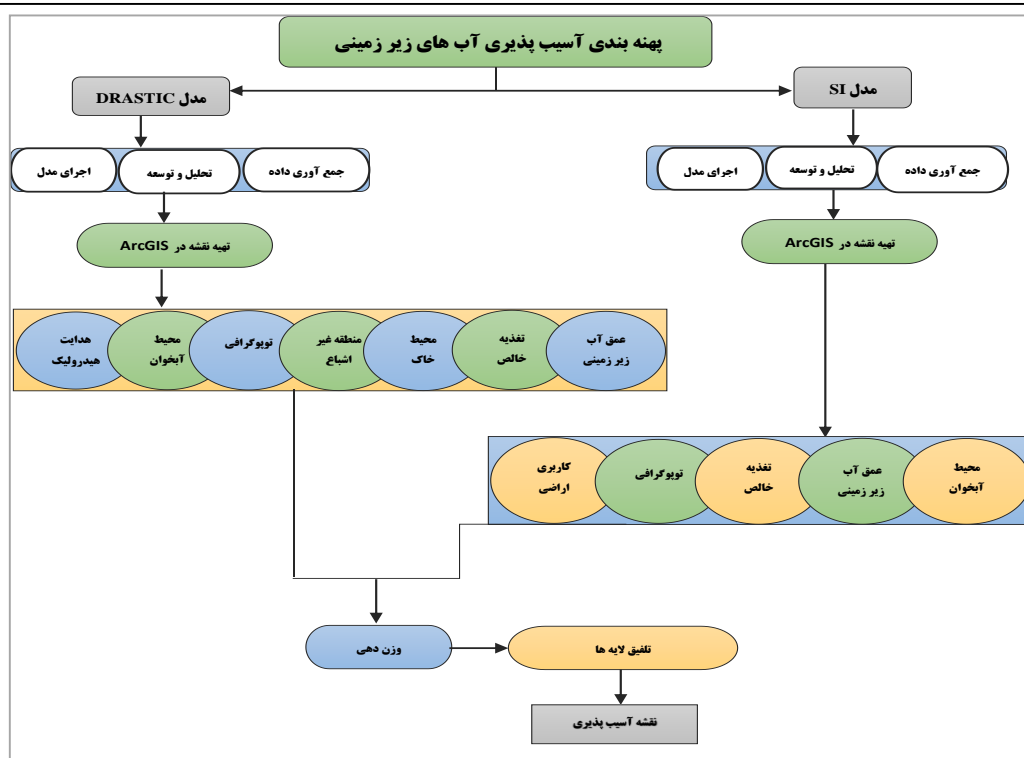 پهنه بندی آسیب پذیری آب های زیر زمینی
مدل SI
مدل DRASTIC
جمع آوری داده
تحلیل و توسعه
اجرای مدل
جمع آوری داده
تحلیل و توسعه
اجرای مدل
تهیه نقشه در ArcGIS
تهیه نقشه در ArcGIS
عمق آب
زیر زمینی
تغذیه
خالص
محیط
خاک
منطقه غیر
اشباع
توپوگرافی
محیط
آبخوان
هدایت
هیدرولیک
محیط
آبخوان
عمق آب
زیر زمینی
تغذیه
خالص
توپوگرافی
کاربری
اراضی
وزن دهی
تلفیق لایه ها
نقشه آسیب پذیری